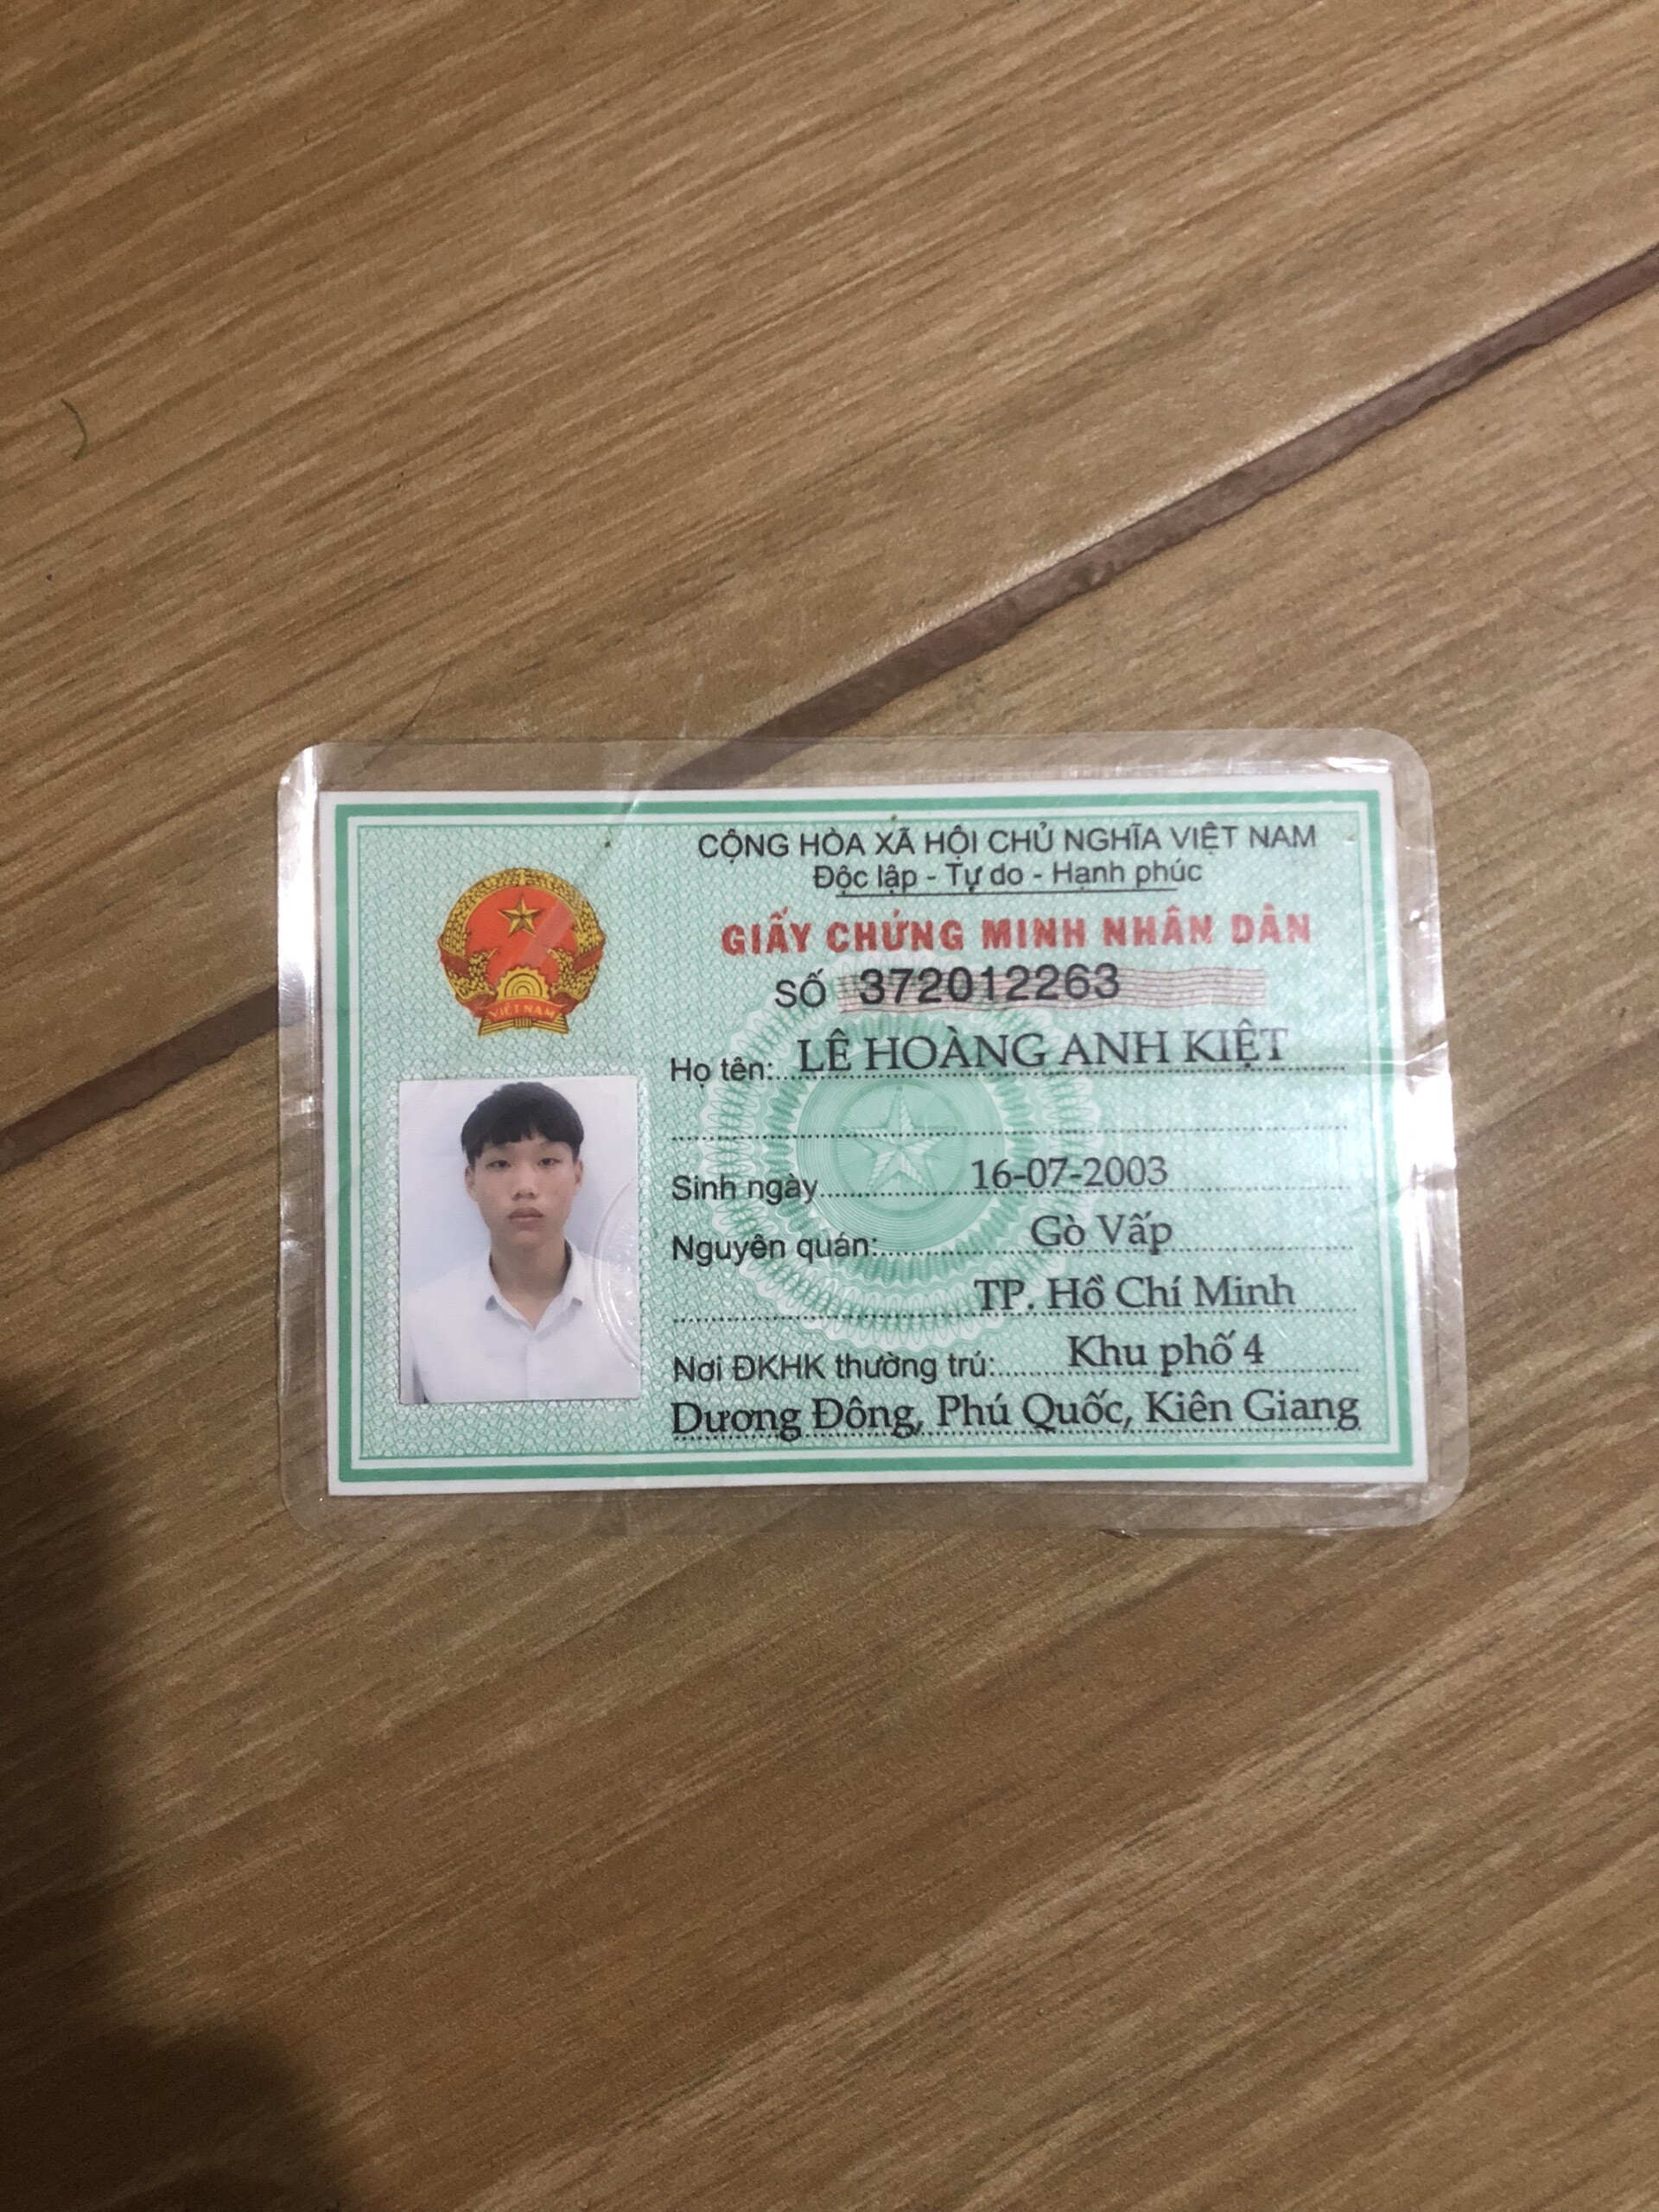 CỘNG HÒA XÃ HỘI CHỦ NGHĨA VIỆT NAM
Độc lập - Tự do - Hạnh phúc
GIẤY CHỨNG MINH NHÂN DÂN
SỐ 372012263
VIỆT NAM
Họ tên: LÊ HOÀNG ANH KIỆT
Sinh ngày 16-07-2003
Nguyên quán: Gò Vấp
TP. Hồ Chí Minh
Nơi ĐKHK thường trú: Khu phố 4
Dương Đông, Phú Quốc, Kiên Giang